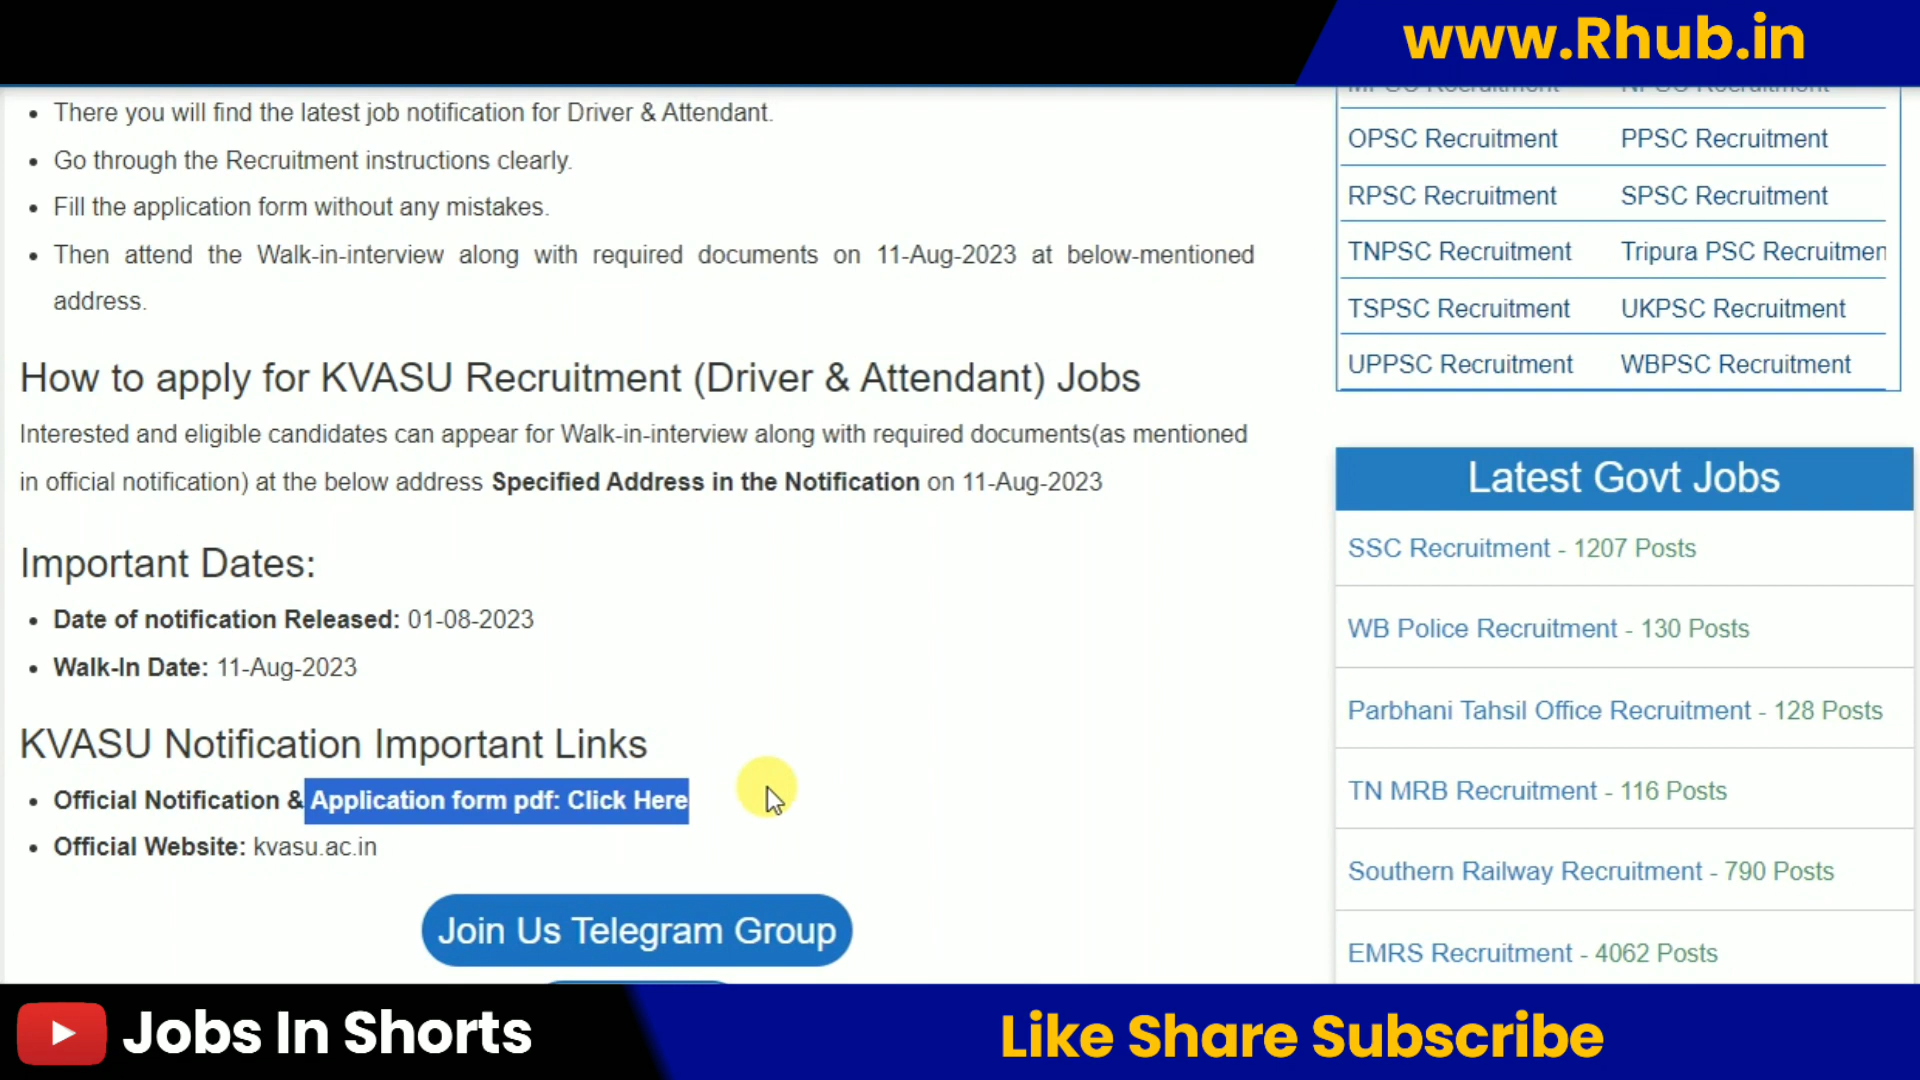 www.Rhub.in
• There you will find the latest job notification for Driver & Attendant.
• Go through the Recruitment instructions clearly.
• Fill the application form without any mistakes.
• Then attend the Walk-in-interview along with required documents on 11-Aug-2023 at below-mentioned
address.
How to apply for KVASU Recruitment (Driver & Attendant) Jobs
Interested and eligible candidates can appear for Walk-in-interview along with required documents(as mentioned
in official notification) at the below address Specified Address in the Notification on 11-Aug-2023
Important Dates:
• Date of notification Released: 01-08-2023
• Walk-In Date: 11-Aug-2023
KVASU Notification Important Links
• Official Notification & Application form pdf: Click Here
• Official Website: kvasu.ac.in
Join Us Telegram Group
OPSC Recruitment PPSC Recruitment
RPSC Recruitment SPSC Recruitment
TNPSC Recruitment Tripura PSC Recruitmen
TSPSC Recruitment UKPSC Recruitment
UPPSC Recruitment WBPSC Recruitment
Latest Govt Jobs
SSC Recruitment - 1207 Posts
WB Police Recruitment - 130 Posts
Parbhani Tahsil Office Recruitment - 128 Posts
TN MRB Recruitment - 116 Posts
Southern Railway Recruitment - 790 Posts
EMRS Recruitment - 4062 Posts
Jobs In Shorts
Like Share Subscribe